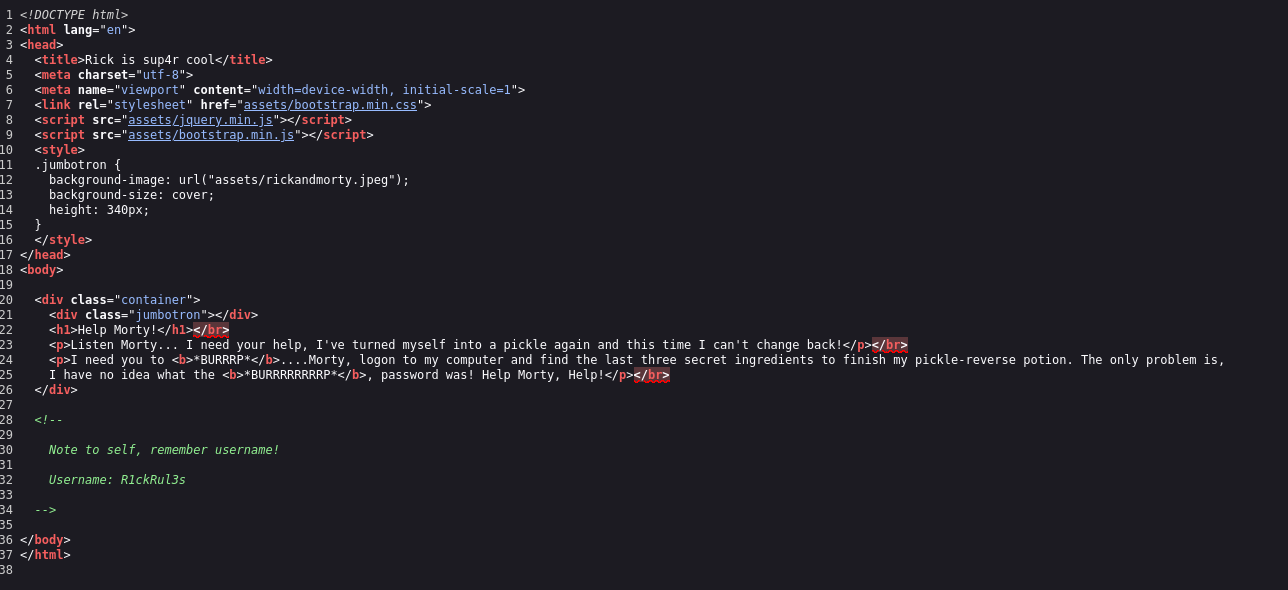 1 <!DOCTYPE html>
2 <html lang="en">
3 <head>
4   <title>Rick is sup4r cool</title>
5   <meta charset="utf-8">
6   <meta name="viewport" content="width=device-width, initial-scale=1">
7   <link rel="stylesheet" href="assets/bootstrap.min.css">
8   <script src="assets/jquery.min.js"></script>
9   <script src="assets/bootstrap.min.js"></script>
10   <style>
11   .jumbotron {
12     background-image: url("assets/rickandmorty.jpeg");
13     background-size: cover;
14     height: 340px;
15   }
16   </style>
17 </head>
18 <body>
19
20   <div class="container">
21     <div class="jumbotron"></div>
22     <h1>Help Morty!</h1></br>
23     <p>Listen Morty... I need your help, I've turned myself into a pickle again and this time I can't change back!</p></br>
24     <p>I need you to <b>*BURRRP*</b>....Morty, logon to my computer and find the last three secret ingredients to finish my pickle-reverse potion. The only problem is,
25     I have no idea what the <b>*BURRRRRRRRP*</b>, password was! Help Morty, Help!</p></br>
26   </div>
27
28   <!--
29
30     Note to self, remember username!
31
32     Username: R1ckRul3s
33
34   -->
35
36 </body>
37 </html>
38